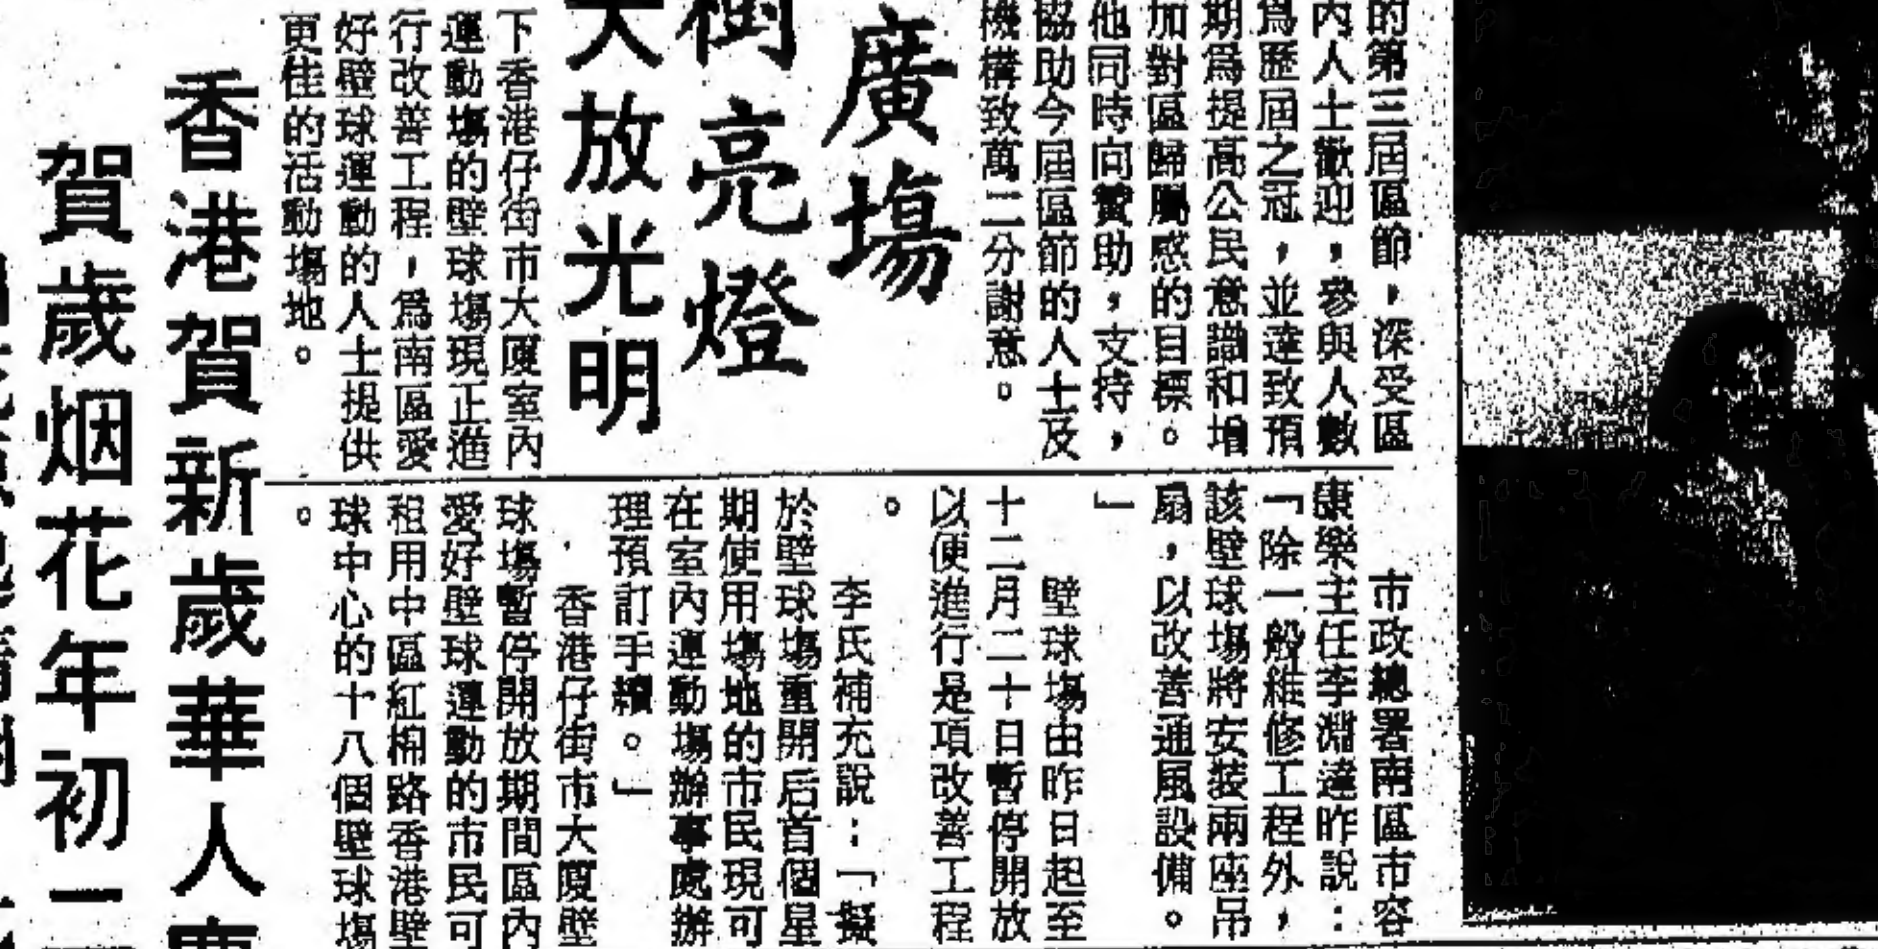 的第三屆區節，深受區
內人士歡迎，參與人數
爲歷屆之冠，並達致預
期爲提高公民意識和增
加對區歸屬感的目標。
他同時向贊助，支持，
協助今屆區節的人士及
機構致萬二分謝意。
廣場
樹亮燈
大放光明
下香港仔街市大厦室內
運動場的壁球場現正進
行改善工程，爲南區愛
好壁球運動的人士提供
更佳的活動場地。
市政總署南區市容
康樂主任李淵達昨說：
「除一般維修工程外，
該壁球場將安裝兩座吊
扇，以改善通風設備。
」
壁球場由昨日起至
十二月二十日暫停開放
以便進行是項改善工程
。
李氏補充說：「擬
於壁球場重開后首個星
期使用場地的市民現可
在室內運動場辦事處辦
理預訂手續。」
香港仔街市大厦壁
球場暫停開放期間區內
愛好壁球運動的市民可
租用中區紅棉路香港壁
球中心的十八個壁球場
。
香港賀新歲華人
賀歲烟花年初一